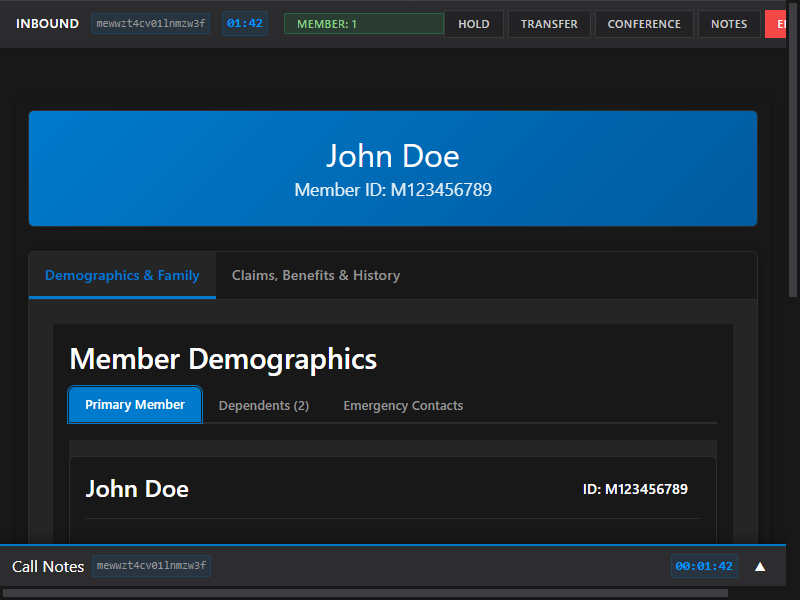 INBOUND mewwzt4cv01lnmzw3f 01:42 MEMBER: 1 HOLD TRANSFER CONFERENCE NOTES
John Doe
Member ID: M123456789
Demographics & Family Claims, Benefits & History
Member Demographics
Primary Member Dependents (2) Emergency Contacts
John Doe ID: M123456789
Call Notes mewwzt4cv01lnmzw3f 00:01:42 ▲